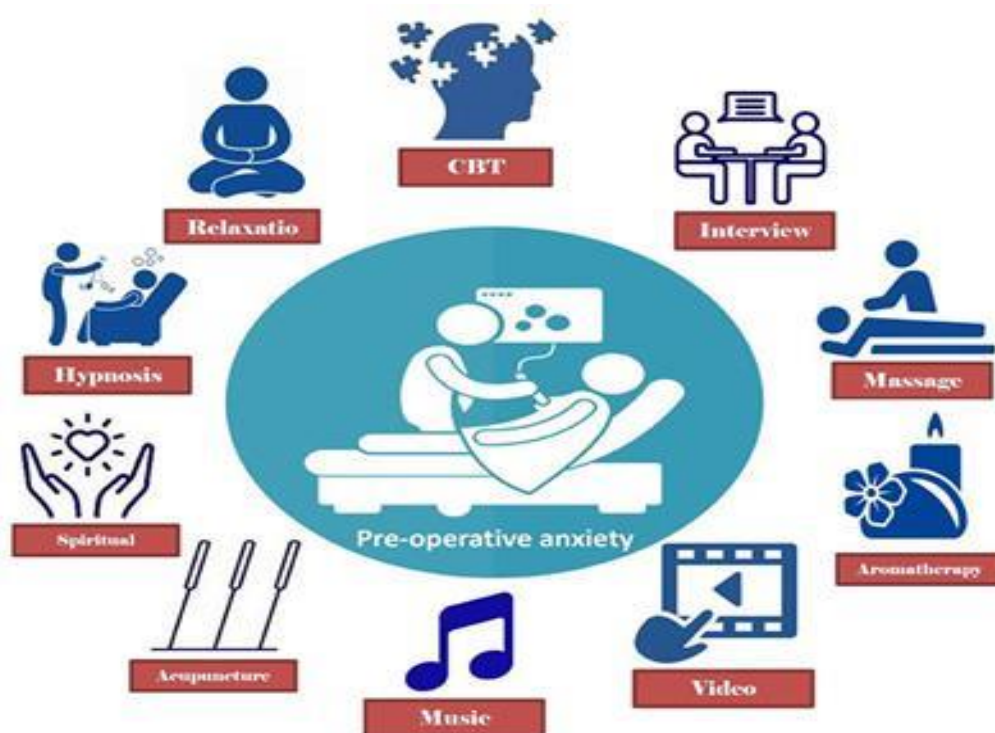 CBT
Relaxatio
Interview
Hypnosis
Massage
Spiritual
Pre-operative anxiety
Aromatherapy
Acupuncture
Video
Music